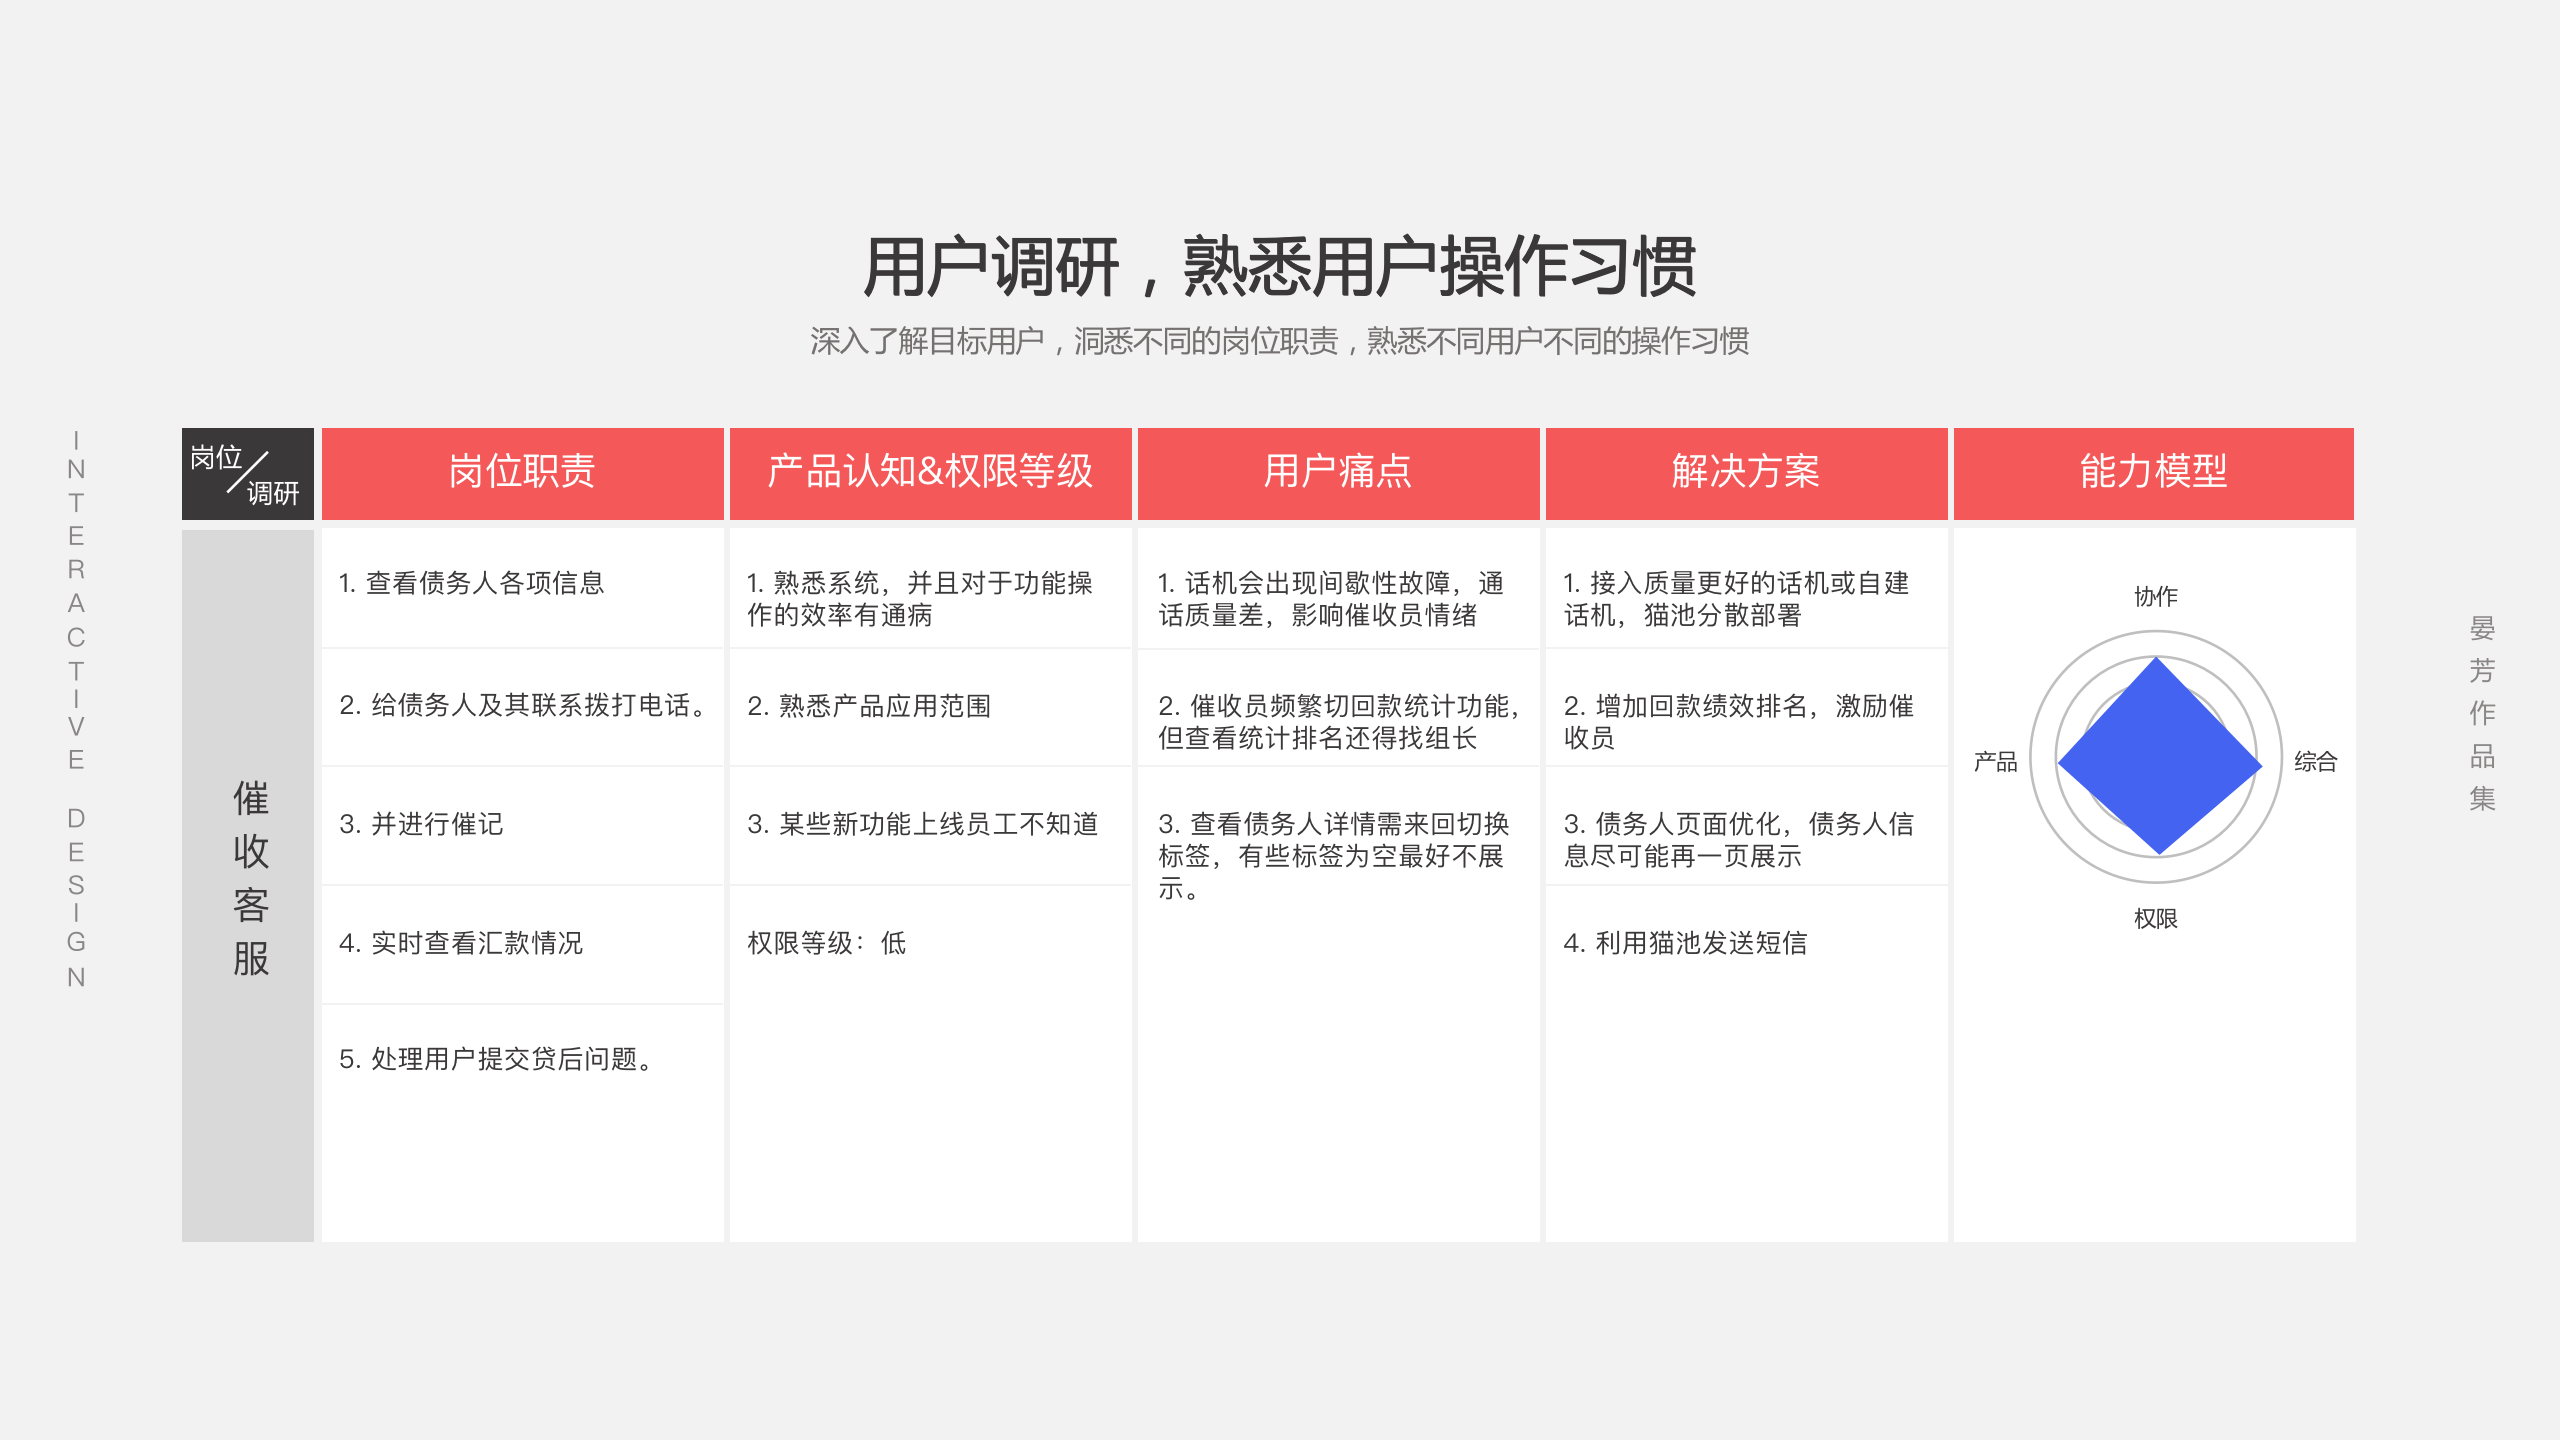 用户调研，熟悉用户操作习惯
深入了解目标用户，洞悉不同的岗位职责，熟悉不同用户不同的操作习惯
INTERACTIVE DESIGN
岗位
调研
岗位职责
产品认知&权限等级
用户痛点
解决方案
能力模型
催收客服
1. 查看债务人各项信息
2. 给债务人及其联系拨打电话。
3. 并进行催记
4. 实时查看汇款情况
5. 处理用户提交贷后问题。
1. 熟悉系统，并且对于功能操
作的效率有通病
2. 熟悉产品应用范围
3. 某些新功能上线员工不知道
权限等级：低
1. 话机会出现间歇性故障，通
话质量差，影响催收员情绪
2. 催收员频繁切回款统计功能，
但查看统计排名还得找组长
3. 查看债务人详情需来回切换
标签，有些标签为空最好不展
示。
1. 接入质量更好的话机或自建
话机，猫池分散部署
2. 增加回款绩效排名，激励催
收员
3. 债务人页面优化，债务人信
息尽可能再一页展示
4. 利用猫池发送短信
协作
产品
综合
权限
晏芳作品集